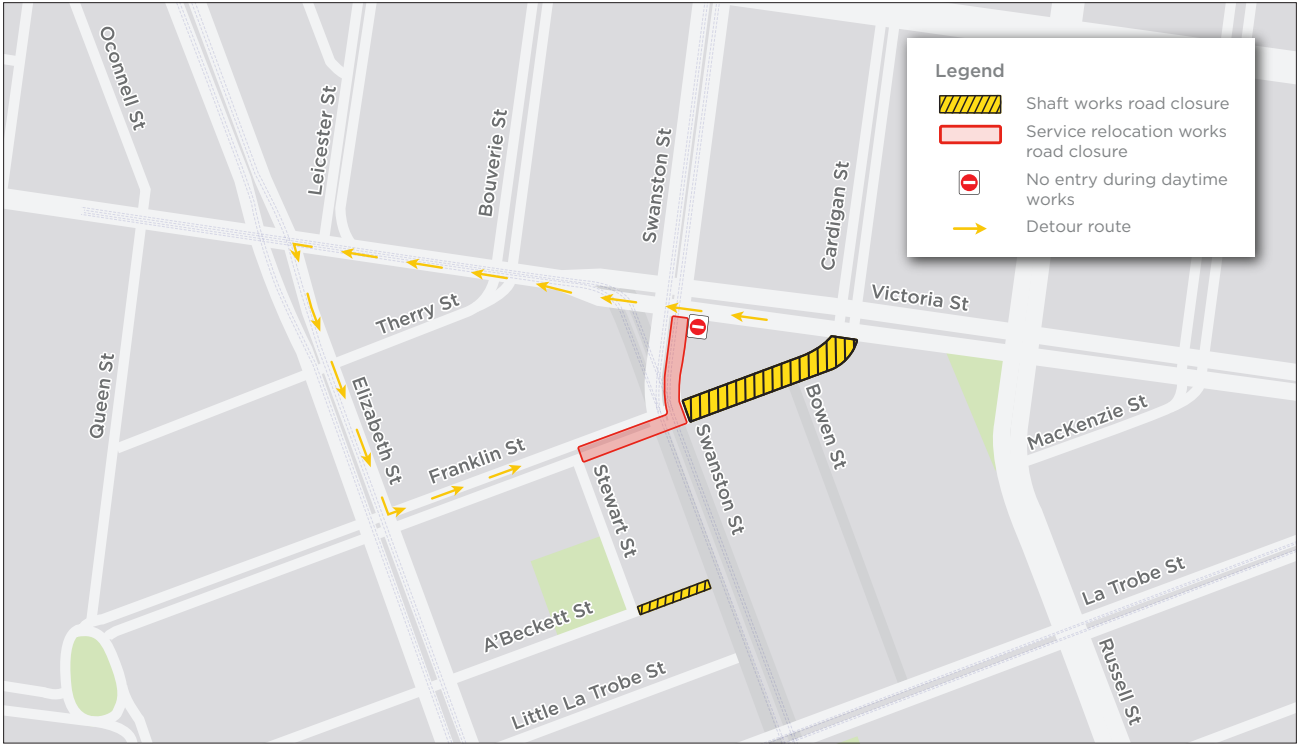 Legend
Shaft works road closure
Service relocation works
road closure
No entry during daytime
works
Detour route
Oconnell St
Leicester St
Bouverie St
Swanston St
Cardigan St
Victoria St
Therry St
Queen St
Elizabeth St
Franklin St
Bowen St
MacKenzie St
Stewart St
Swanston St
A'Beckett St
La Trobe St
Little La Trobe St
Russell St